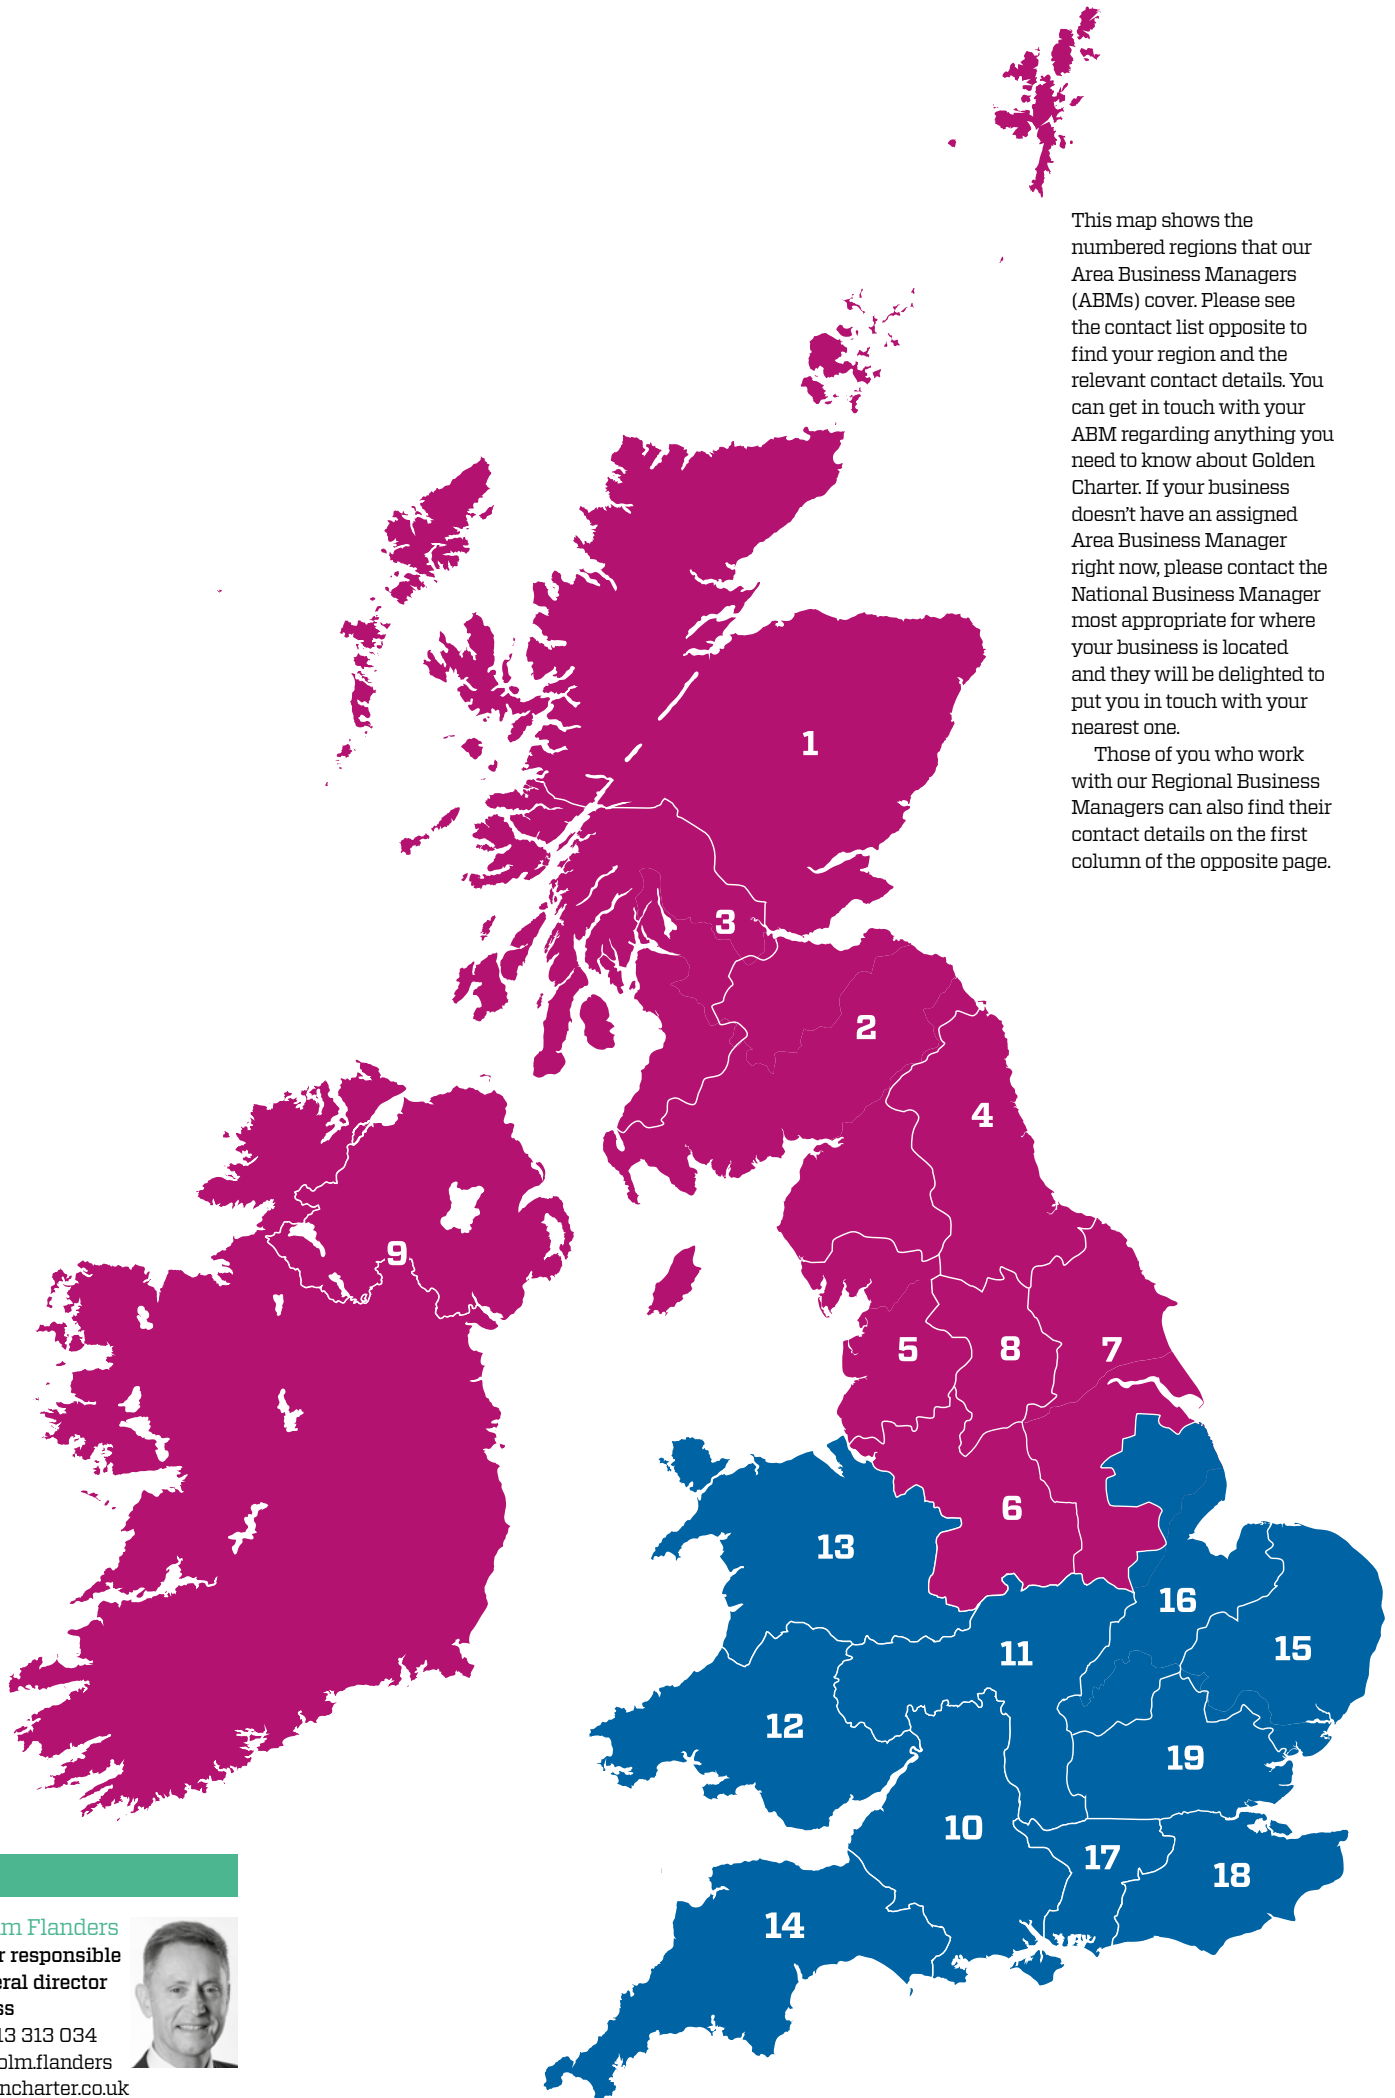 This map shows the
numbered regions that our
Area Business Managers
(ABMs) cover. Please see
the contact list opposite to
find your region and the
relevant contact details. You
can get in touch with your
ABM regarding anything you
need to know about Golden
Charter. If your business
doesn't have an assigned
Area Business Manager
right now, please contact the
National Business Manager
most appropriate for where
your business is located
and they will be delighted to
put you in touch with your
nearest one.
Those of you who work
with our Regional Business
Managers can also find their
contact details on the first
column of the opposite page.
1
3
2
4
9
5
8
7
6
13
16
11
15
12
19
10
17
18
14
m Flanders
r responsible
eral director
ss
13 313 034
olm.flanders
ncharter.co.uk